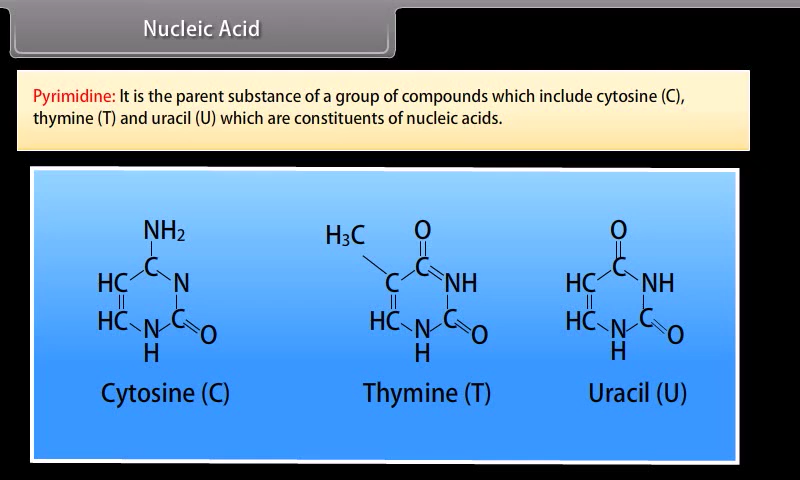 Nucleic Acid
Pyrimidine: It is the parent substance of a group of compounds which include cytosine (C),
thymine (T) and uracil (U) which are constituents of nucleic acids.
NH₂
C
HC N
HC N C O
H
Cytosine (C)
H₃C O
C
C NH
HC N C O
H
Thymine (T)
O
C
HC NH
HC N C O
H
Uracil (U)